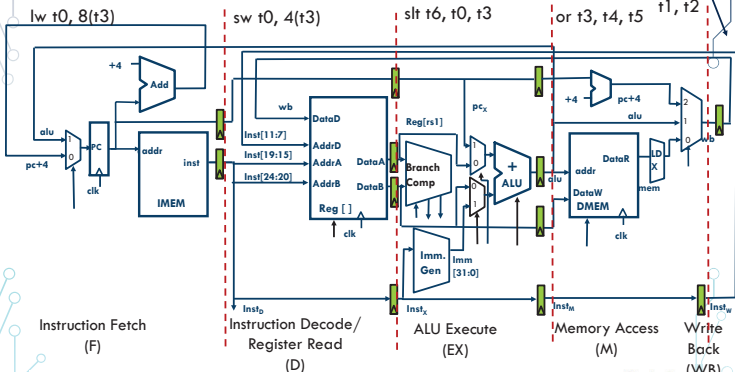 lw t0, 8(t3)
sw t0, 4(t3)
slt t6, t0, t3
or t3, t4, t5
t1, t2
+4
Add
alu
1
0
pc+4
PC
clk
addr
inst
IMEM
wb
DataD
Inst[11:7]
AddrD
Inst[19:15]
AddrA
DataA
Inst[24:20]
AddrB
DataB
Reg [ ]
clk
Reg[rs1]
pcX
Branch
Comp
1
0
0
1
+
ALU
Imm.
Gen
Imm
[31:0]
alu
+4
pc+4
alu
2
1
0
wb
addr
DataR
DataW
DMEM
clk
LD
X
mem
InstD
InstX
InstM
InstW
Instruction Fetch
(F)
Instruction Decode/
Register Read
(D)
ALU Execute
(EX)
Memory Access
(M)
Write
Back
(WB)